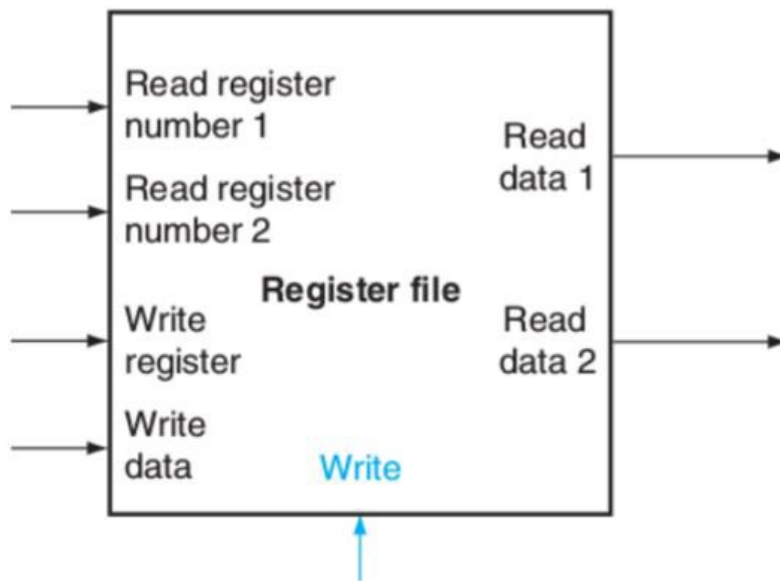 Read register
number 1
Read
data 1
Read register
number 2
Register file
Write
register
Read
data 2
Write
data
Write